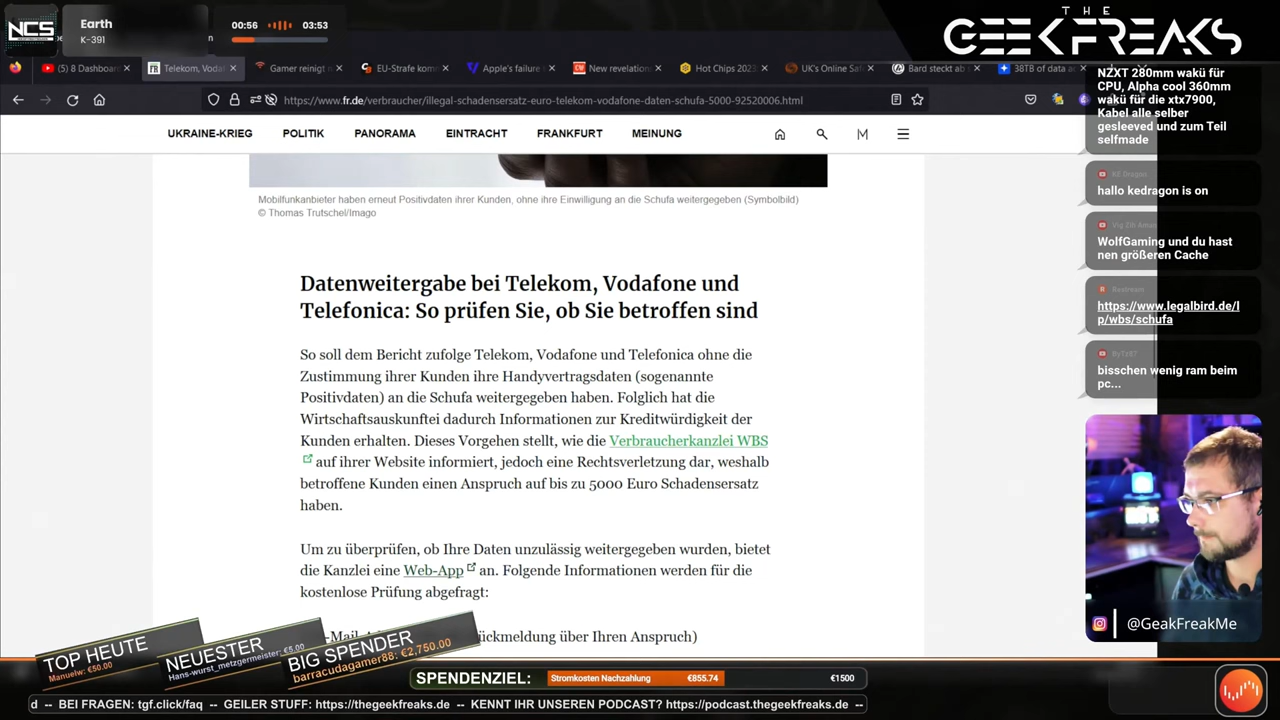 NCS
Earth
K-391
00:56
03:53
THE
GEEKFREAKS
(5) 8 Dashboard
Telekom, Voda
Gamer reinigt n
EU-Strafe kom
Apple's failure
New revelation
Hot Chips 2023
UK's Online Saf
Bard steckt ab
38TB of data ac
https://www.fr.de/verbraucher/illegal-schadensersatz-euro-telekom-vodafone-daten-schufa-5000-92520006.html
UKRAINE-KRIEG
POLITIK
PANORAMA
EINTRACHT
FRANKFURT
MEINUNG
Mobilfunkanbieter haben erneut Positivdaten ihrer Kunden, ohne ihre Einwilligung an die Schufa weitergegeben (Symbolbild)
© Thomas Trutschel/Imago
Datenweitergabe bei Telekom, Vodafone und
Telefonica: So prüfen Sie, ob Sie betroffen sind
So soll dem Bericht zufolge Telekom, Vodafone und Telefonica ohne die
Zustimmung ihrer Kunden ihre Handyvertragsdaten (sogenannte
Positivdaten) an die Schufa weitergegeben haben. Folglich hat die
Wirtschaftsauskunftei dadurch Informationen zur Kreditwürdigkeit der
Kunden erhalten. Dieses Vorgehen stellt, wie die Verbraucherkanzlei WBS
auf ihrer Website informiert, jedoch eine Rechtsverletzung dar, weshalb
betroffene Kunden einen Anspruch auf bis zu 5000 Euro Schadensersatz
haben.
Um zu überprüfen, ob Ihre Daten unzulässig weitergegeben wurden, bietet
die Kanzlei eine Web-App an. Folgende Informationen werden für die
kostenlose Prüfung abgefragt:
-Mail-A
ückmeldung über Ihren Anspruch)
NZXT 280mm wakü für
CPU, Alpha cool 360mm
wakü für die xtx7900,
Kabel alle selber
gesleeved und zum Teil
selfmade
hallo kedragon is on
WolfGaming und du hast
nen größeren Cache
Restream
https://www.legalbird.de/l
p/wbs/schufa
ByTz87
bisschen wenig ram beim
pc...
@GeakFreakMe
TOP HEUTE
Manuelw: €50.00
NEUESTER
Hans-wurst_metzgermeister: €5.00
BIG SPENDER
barracudagamer88: €2,750.00
SPENDENZIEL:
Stromkosten Nachzahlung
€855.74
€1500
d -- BEI FRAGEN: tgf.click/faq -- GEILER STUFF: https://thegeekfreaks.de -- KENNT IHR UNSEREN PODCAST? https://podcast.thegeekfreaks.de --